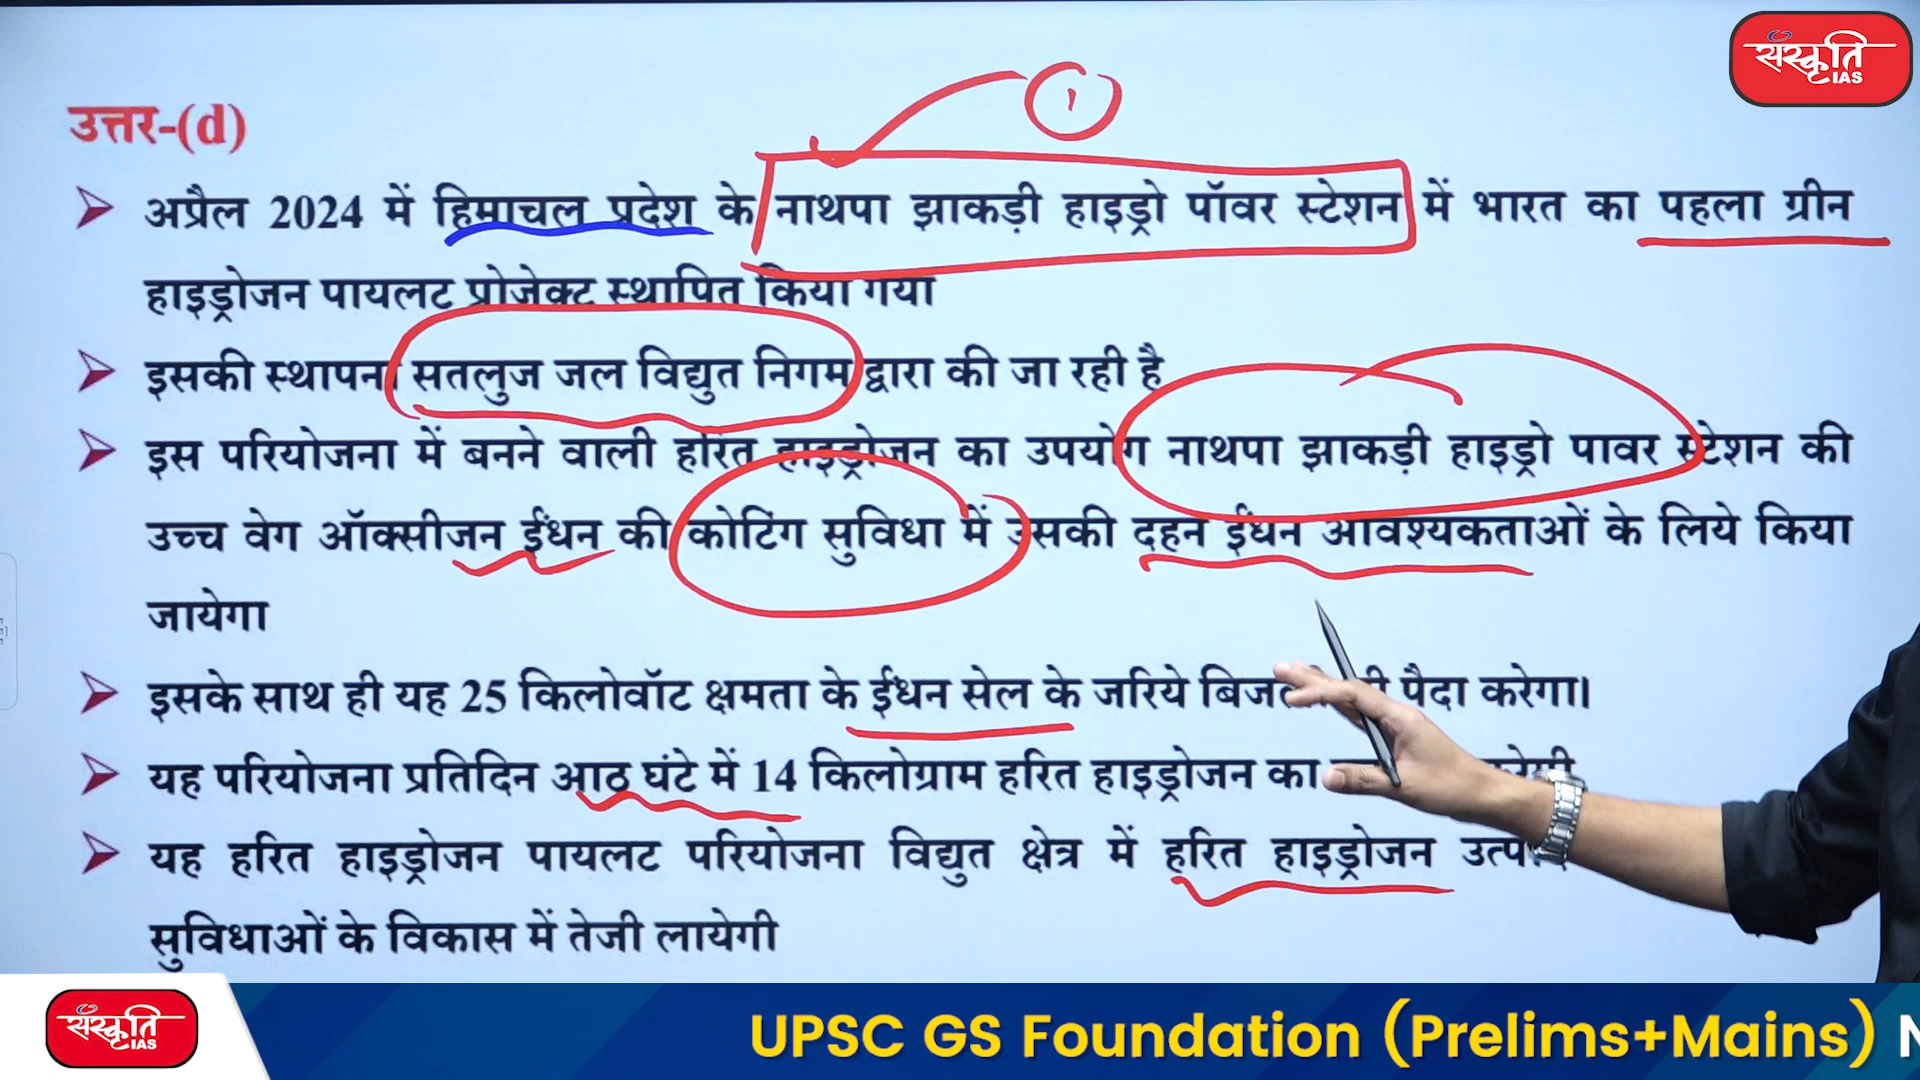 संस्कृति
IAS
१
उत्तर-(d)
अप्रैल 2024 में हिमाचल प्रदेश के नाथपा झाकड़ी हाइड्रो पॉवर स्टेशन में भारत का पहला ग्रीन
हाइड्रोजन पायलट प्रोजेक्ट स्थापित किया गया
इसकी स्थापना सतलुज जल विद्युत निगम द्वारा की जा रही है
इस परियोजना में बनने वाली हरित हाइड्रोजन का उपयोग नाथपा झाकड़ी हाइड्रो पावर स्टेशन की
उच्च वेग ऑक्सीजन ईंधन की कोटिंग सुविधा में उसकी दहन ईंधन आवश्यकताओं के लिये किया
जायेगा
इसके साथ ही यह 25 किलोवॉट क्षमता के ईंधन सेल के जरिये पैदा करेगा।
यह परियोजना प्रतिदिन आठ घंटे में 14 किलोग्राम हरित हाइड्रोजन का
यह हरित हाइड्रोजन पायलट परियोजना विद्युत क्षेत्र में हरित हाइड्रोजन
सुविधाओं के विकास में तेजी लायेगी
संस्कृति
IAS
UPSC GS Foundation (Prelims+Mains)